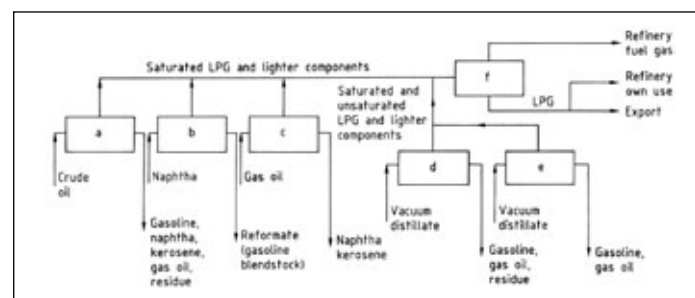 Refinery
fuel gas
Saturated LPG and lighter components
f
Refinery
own use
LPG
Export
Saturated and
unsaturated
LPG and lighter
components
a
b
c
d
e
Crude
oil
Naphtha
Gas oil
Vacuum
distillate
Vacuum
distillate
Gasoline,
naphtha,
kerosene,
gas oil,
residue
Reformate
(gasoline
blendstock)
Naphtha
kerosene
Gasoline,
gas oil,
residue
Gasoline,
gas oil